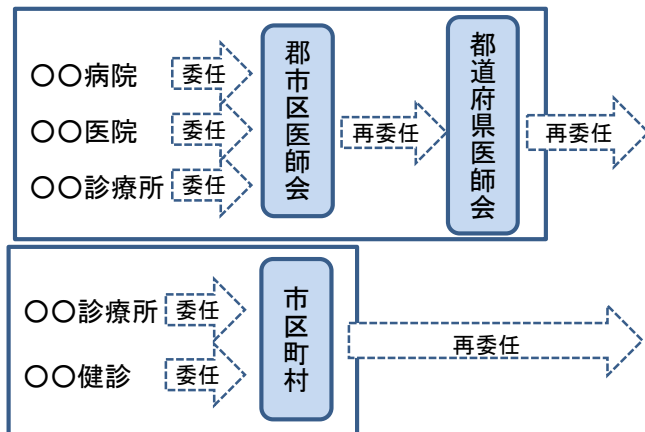 〇〇病院
委任
〇〇医院
委任
〇〇診療所
委任
郡市区医師会
再委任
都道府県医師会
再委任
〇〇診療所
委任
〇〇健診
委任
市区町村
再委任